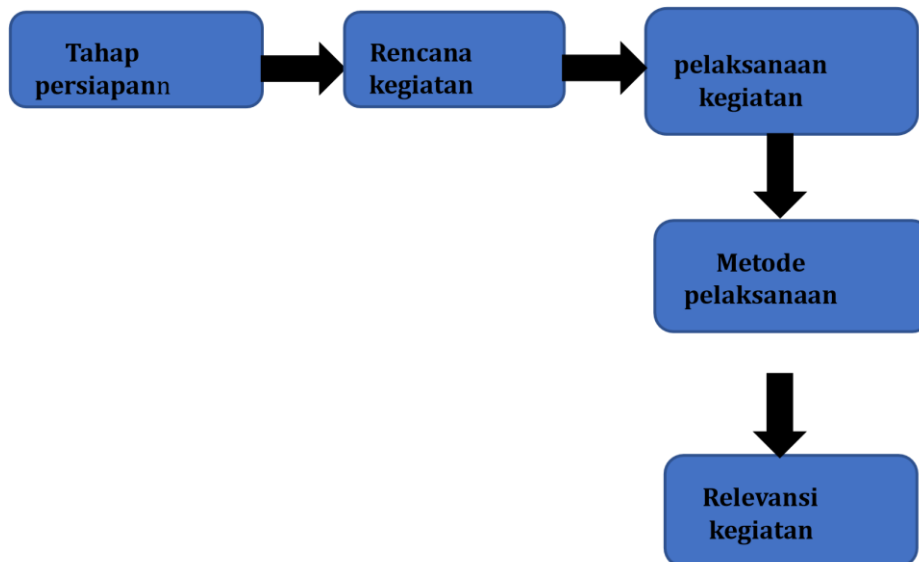 Tahap
persiapann
Rencana
kegiatan
pelaksanaan
kegiatan
Metode
pelaksanaan
Relevansi
kegiatan